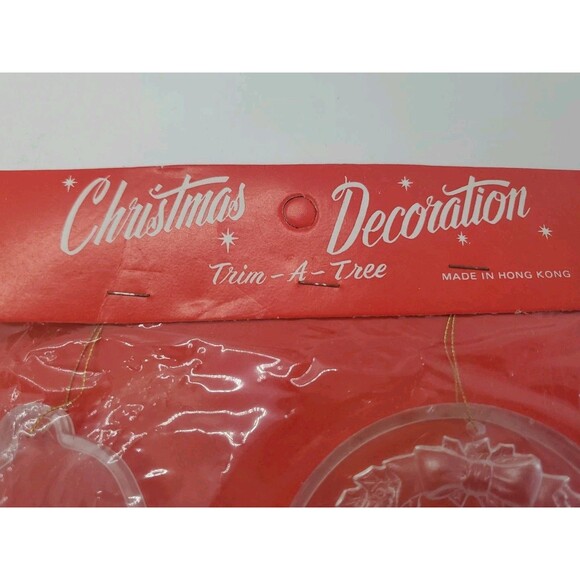 Christmas Decoration
Trim-A-Tree
MADE IN HONG KONG